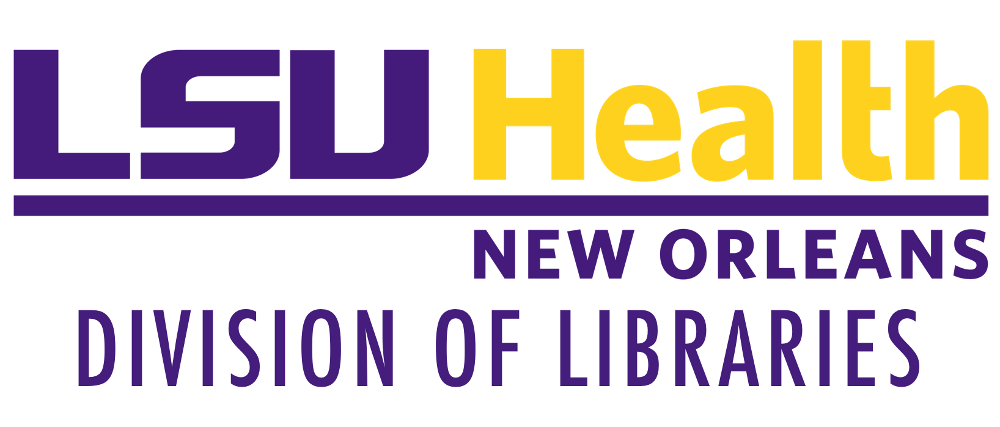 LSU Health
NEW ORLEANS
DIVISION OF LIBRARIES